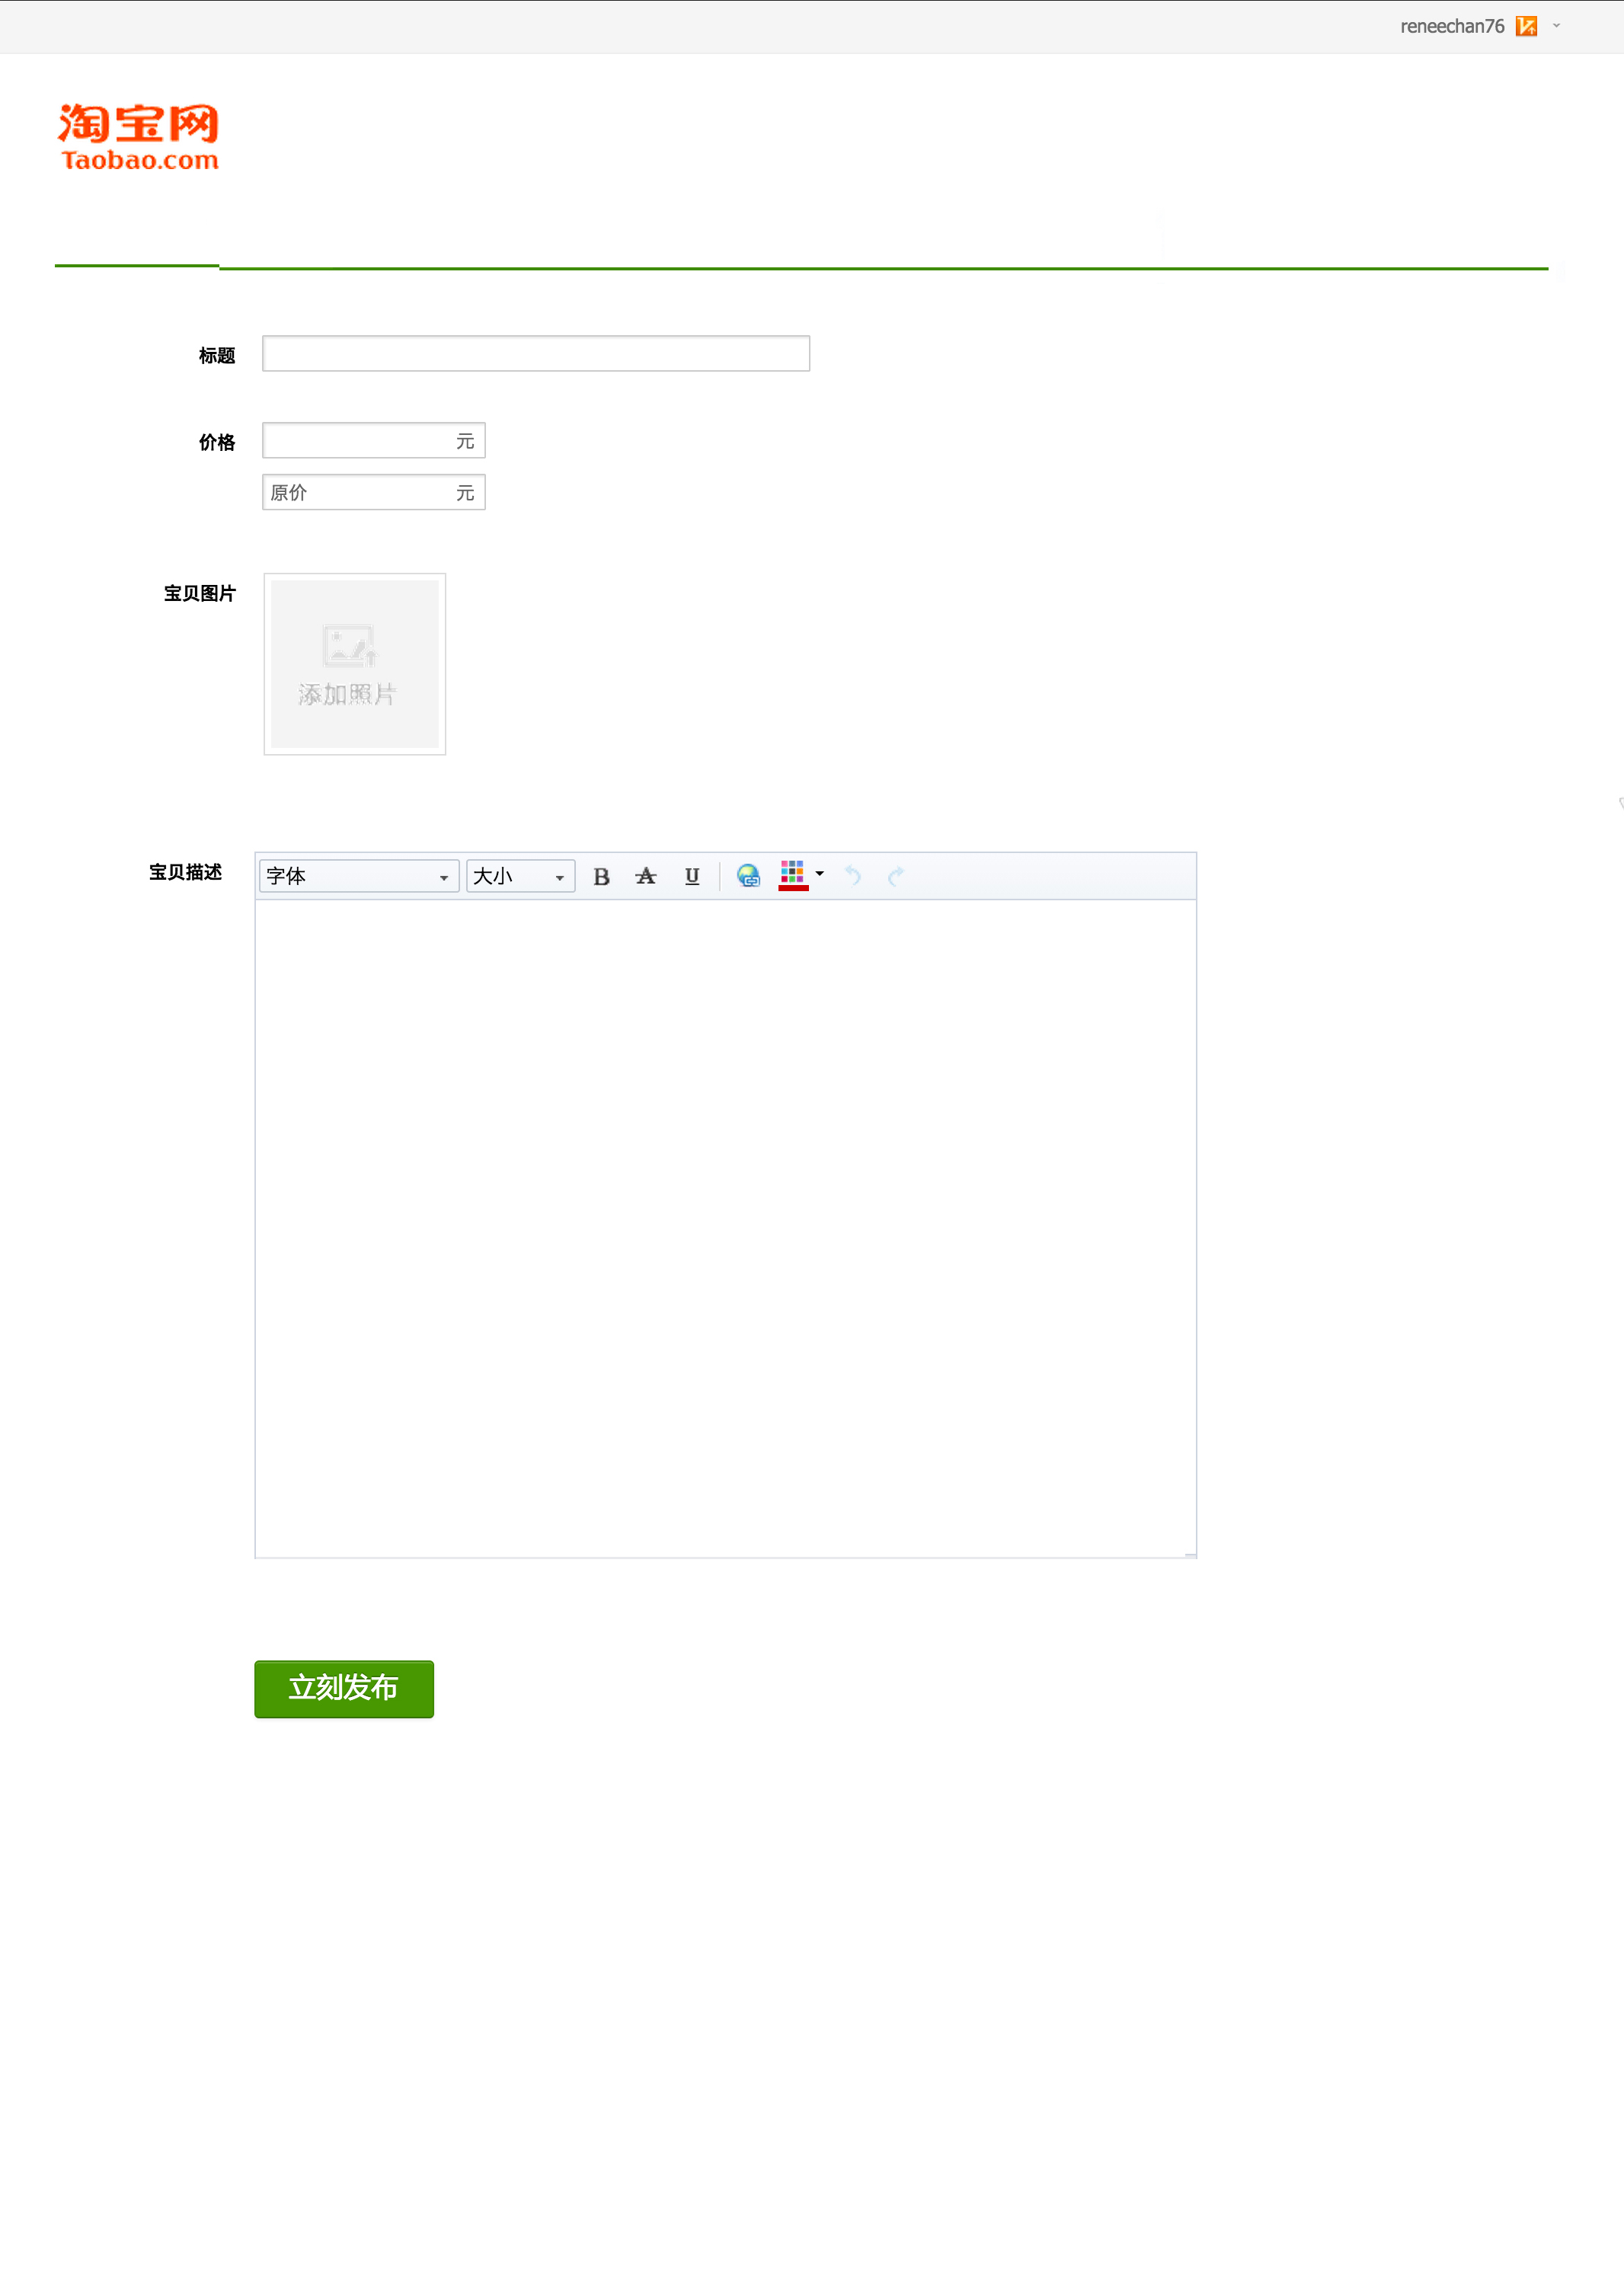 reneechan76
淘宝网
Taobao.com
标题
价格
元
原价 元
宝贝图片
添加照片
宝贝描述
字体 大小 B A U
立刻发布